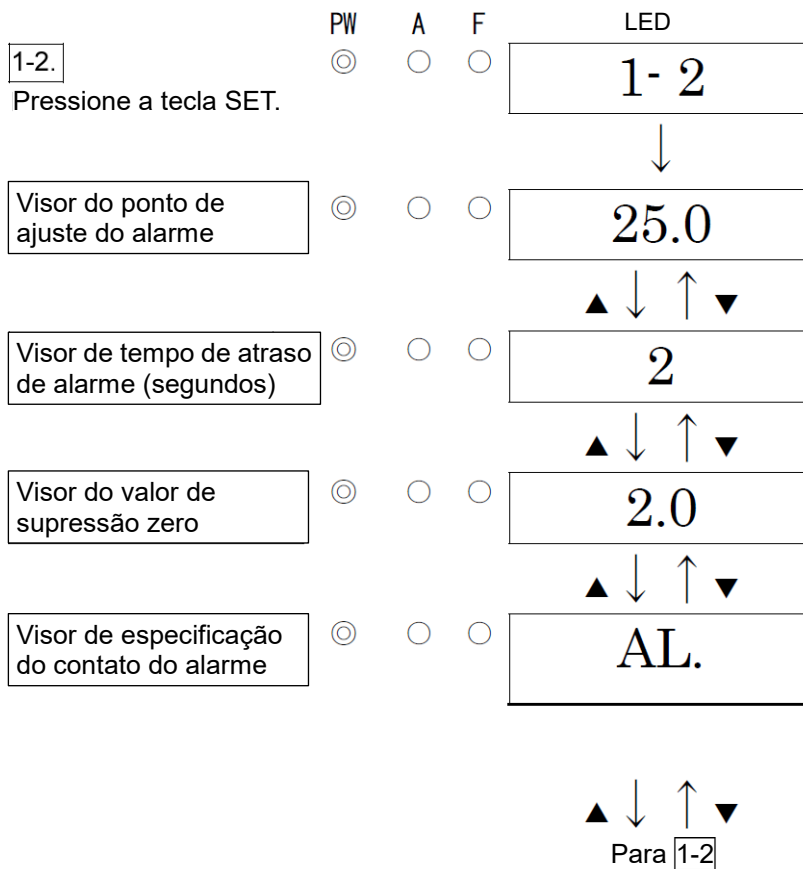 PW A F LED
1-2. ◎ ○ ○ 1- 2
Pressione a tecla SET.
↓
Visor do ponto de
ajuste do alarme ◎ ○ ○ 25.0
▲ ↓ ↑ ▼
Visor de tempo de atraso
de alarme (segundos) ◎ ○ ○ 2
▲ ↓ ↑ ▼
Visor do valor de
supressão zero ◎ ○ ○ 2.0
▲ ↓ ↑ ▼
Visor de especificação
do contato do alarme ◎ ○ ○ AL.
▲ ↓ ↑ ▼
Para 1-2